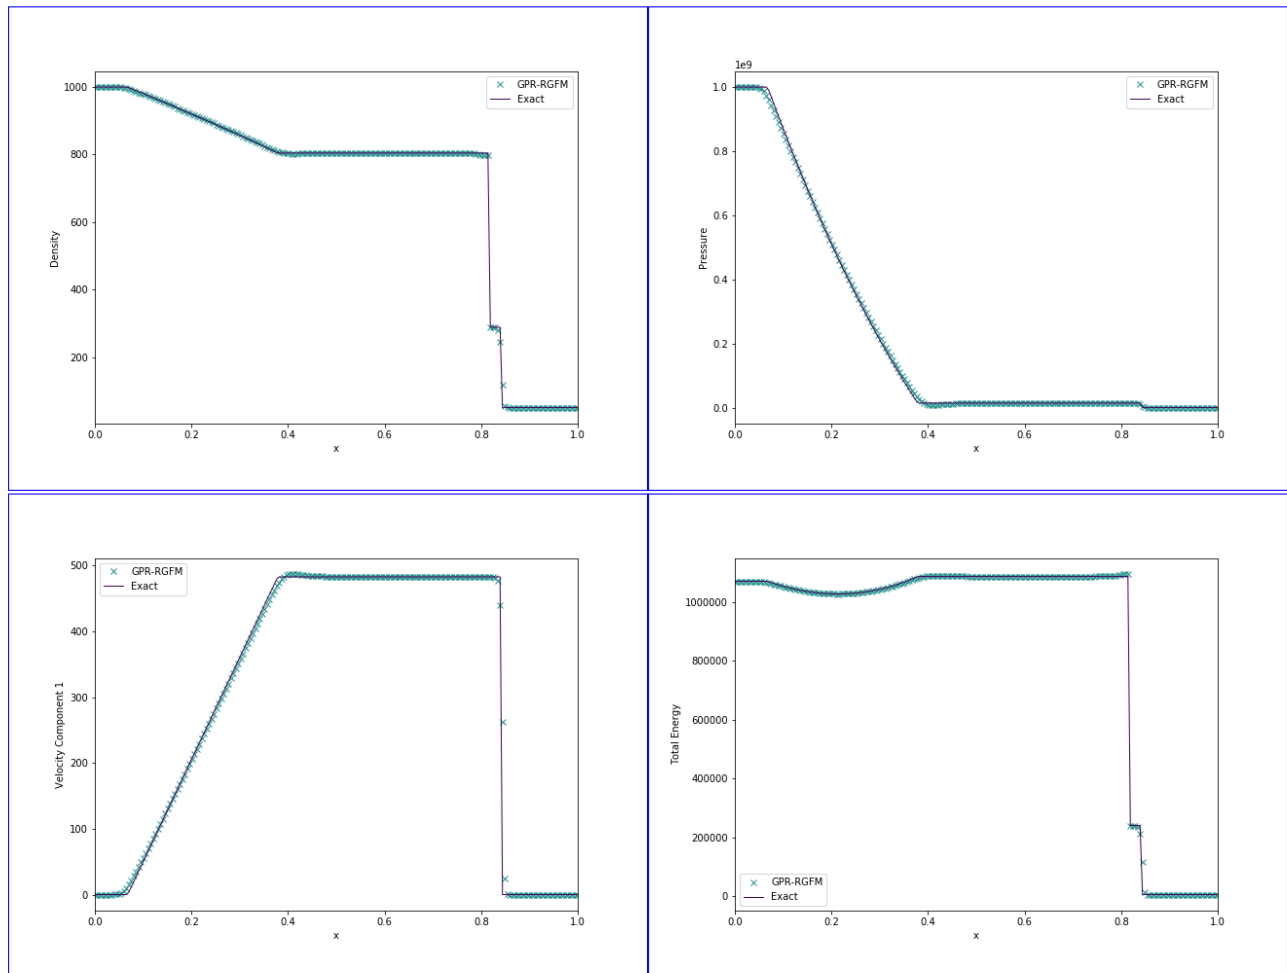 GPR-RGFM
Exact
1000
800
600
400
200
0.0 0.2 0.4 0.6 0.8 1.0
x
Density
1e9
GPR-RGFM
Exact
1.0
0.8
0.6
0.4
0.2
0.0
0.0 0.2 0.4 0.6 0.8 1.0
x
Pressure
GPR-RGFM
Exact
500
400
300
200
100
0
0.0 0.2 0.4 0.6 0.8 1.0
x
Velocity Component 1
1000000
800000
600000
400000
200000
0
GPR-RGFM
Exact
0.0 0.2 0.4 0.6 0.8 1.0
x
Total Energy